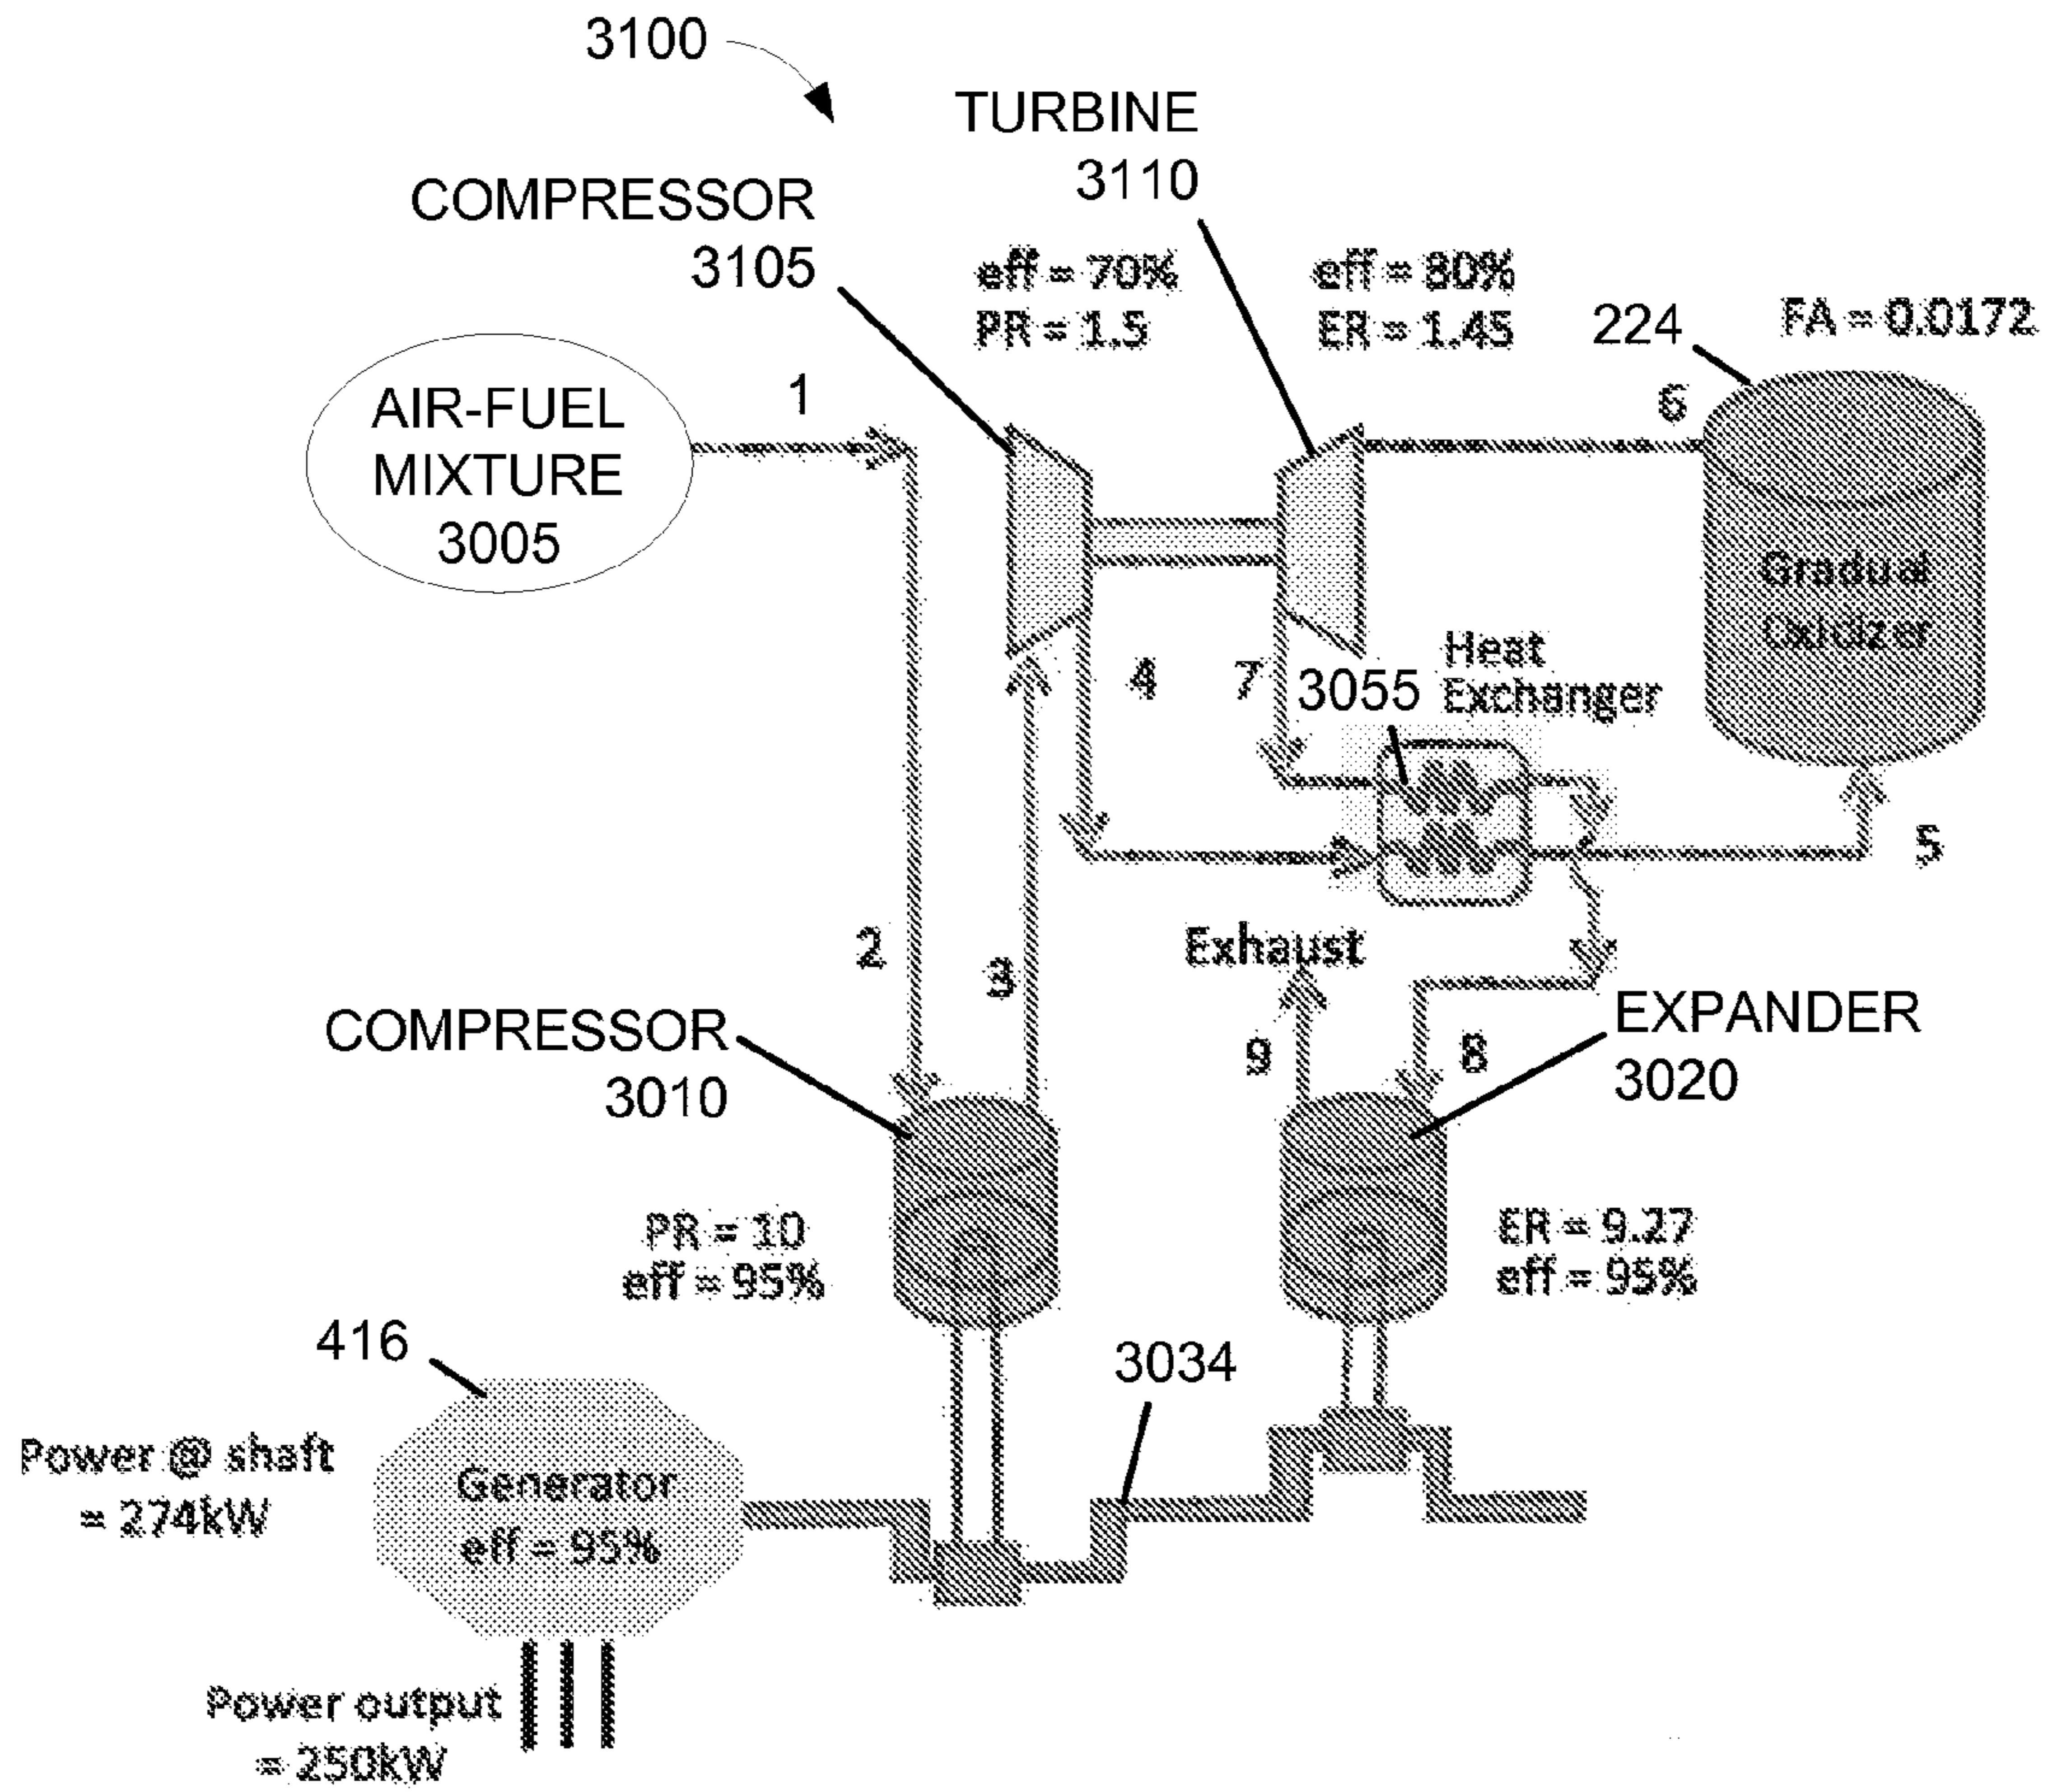 3100
TURBINE
3110
COMPRESSOR
3105
eff = 70%
PR = 1.5
eff = 80%
ER = 1.45
224
FA = 0.0172
AIR-FUEL
MIXTURE
3005
1
6
Gradual
Oxidizer
4
7
3055
Heat
Exchanger
5
2
3
Exhaust
COMPRESSOR
3010
9
8
EXPANDER
3020
PR = 10
eff = 95%
ER = 9.27
eff = 95%
416
3034
Power @ shaft
= 274kW
Generator
eff = 95%
Power output
= 250kW